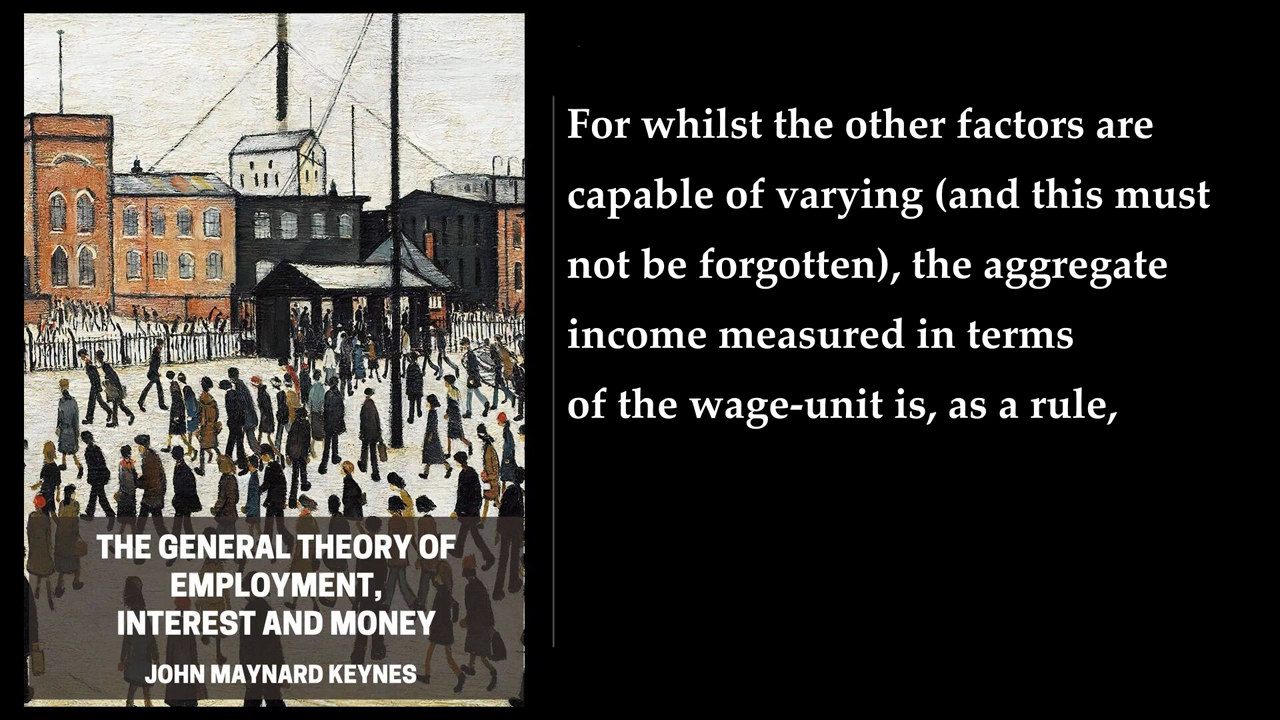 THE GENERAL THEORY OF
EMPLOYMENT,
INTEREST AND MONEY
JOHN MAYNARD KEYNES
For whilst the other factors are
capable of varying (and this must
not be forgotten), the aggregate
income measured in terms
of the wage-unit is, as a rule,